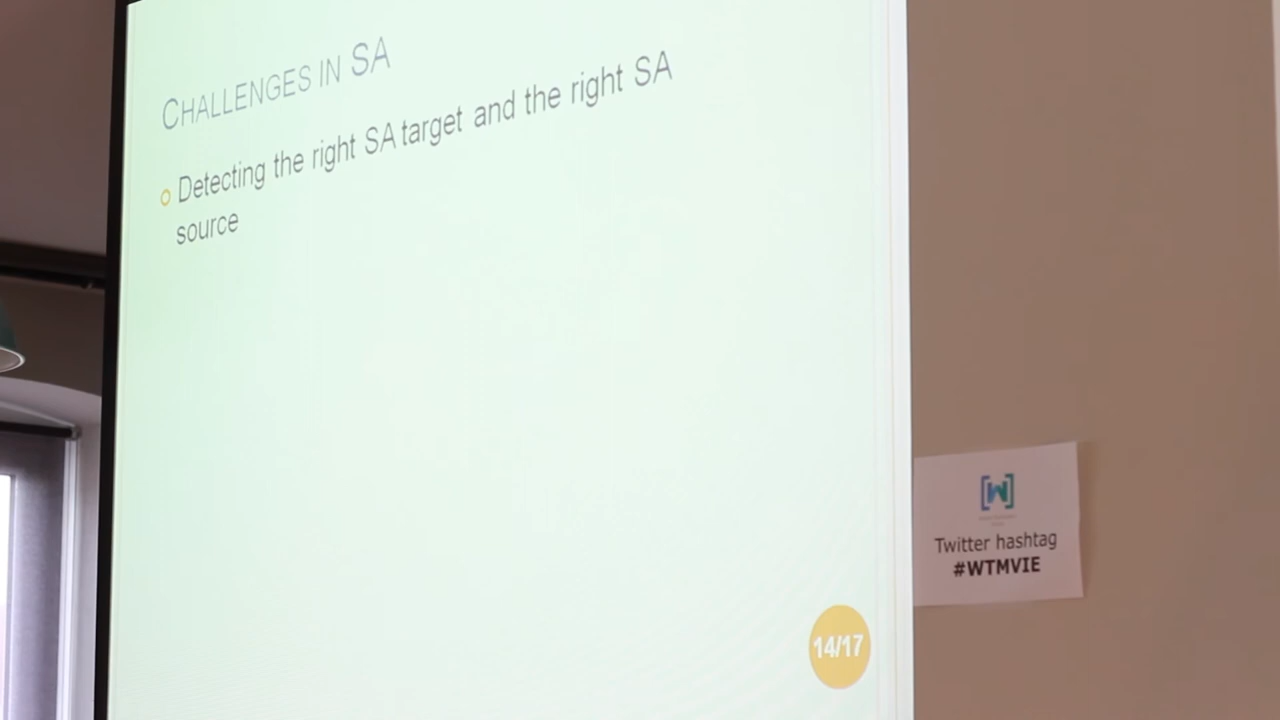 CHALLENGES IN SA
Detecting the right SA target and the right SA
source
14/17
Twitter hashtag
#WTMVIE